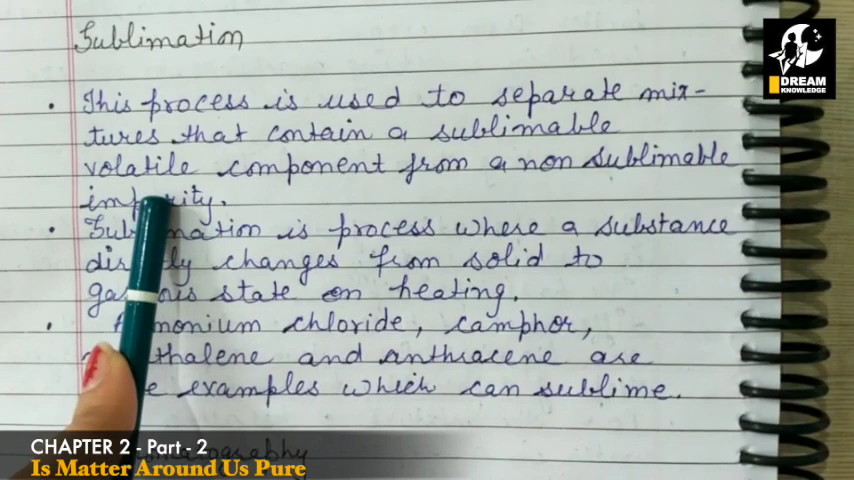 Sublimation
DREAM
KNOWLEDGE
• This process is used to separate mix-
tures that contain a sublimable
volatile component from a non sublimable
impurity.
• Sublimation is process where a substance
directly changes from solid to
gaseous state on heating.
• Ammonium chloride, camphor,
naphthalene and anthracene are
examples which can sublime.
CHAPTER 2 - Part - 2
Is Matter Around Us Pure